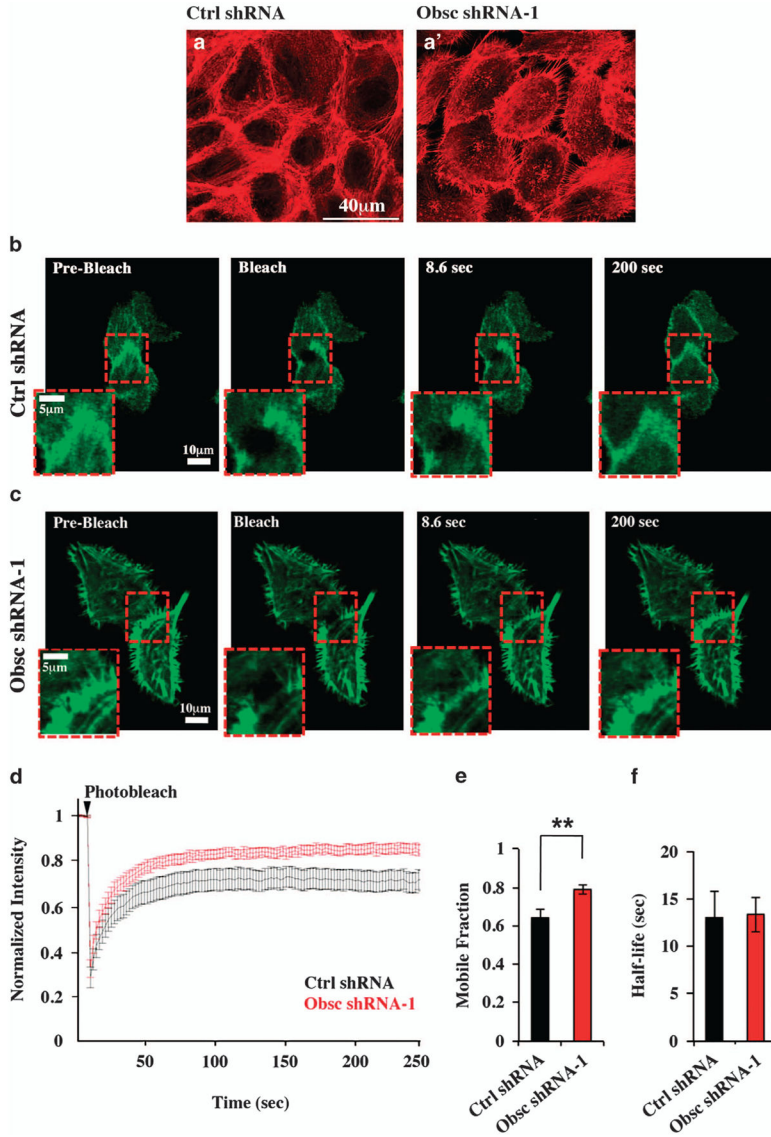 Ctrl shRNA Obsc shRNA-1
a a'
40μm
b
Ctrl shRNA
Pre-Bleach Bleach 8.6 sec 200 sec
5μm
10μm
c
Obsc shRNA-1
Pre-Bleach Bleach 8.6 sec 200 sec
5μm
10μm
d
Photobleach
Normalized Intensity
1
0.8
0.6
0.4
0.2
0
Ctrl shRNA
Obsc shRNA-1
50 100 150 200 250
Time (sec)
e
**
Mobile Fraction
1
0.8
0.6
0.4
0.2
0
Ctrl shRNA
Obsc shRNA-1
f
Half-life (sec)
20
15
10
5
0
Ctrl shRNA
Obsc shRNA-1